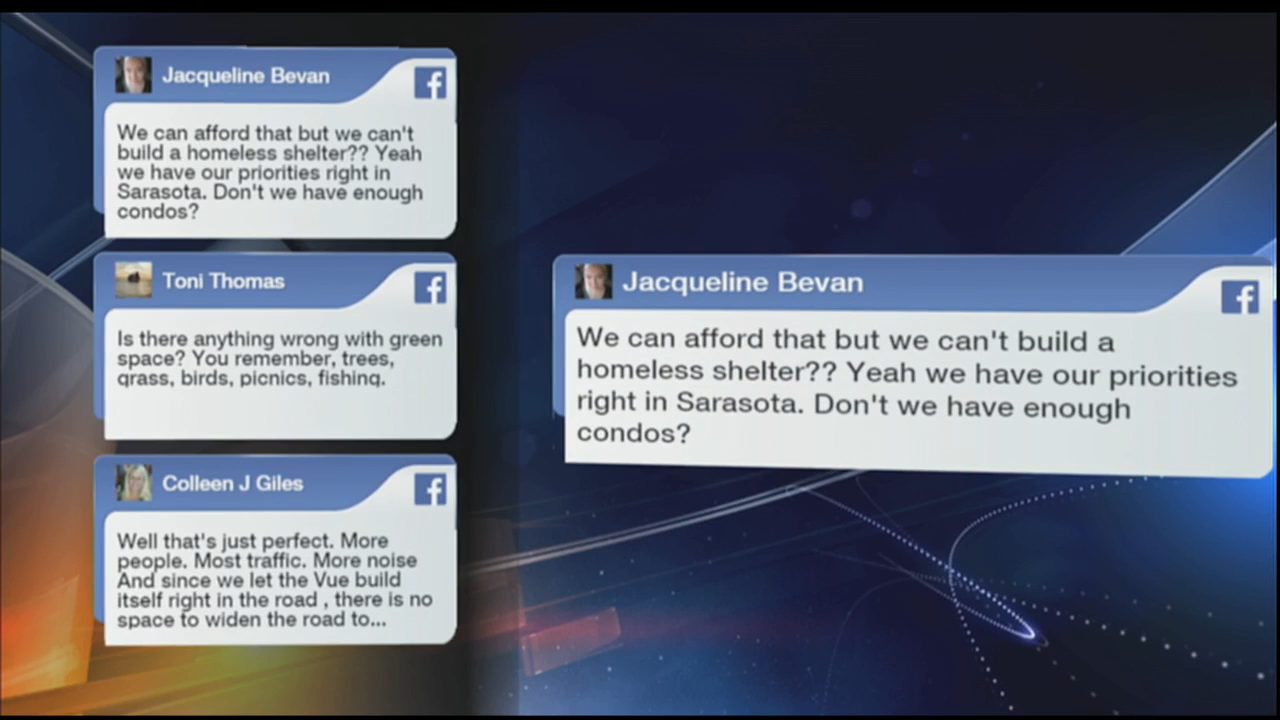 Jacqueline Bevan
We can afford that but we can't
build a homeless shelter?? Yeah
we have our priorities right in
Sarasota. Don't we have enough
condos?
Toni Thomas
Is there anything wrong with green
space? You remember, trees,
grass, birds, picnics, fishing.
Colleen J Giles
Well that's just perfect. More
people. Most traffic. More noise
And since we let the Vue build
itself right in the road , there is no
space to widen the road to...
Jacqueline Bevan
We can afford that but we can't build a
homeless shelter?? Yeah we have our priorities
right in Sarasota. Don't we have enough
condos?